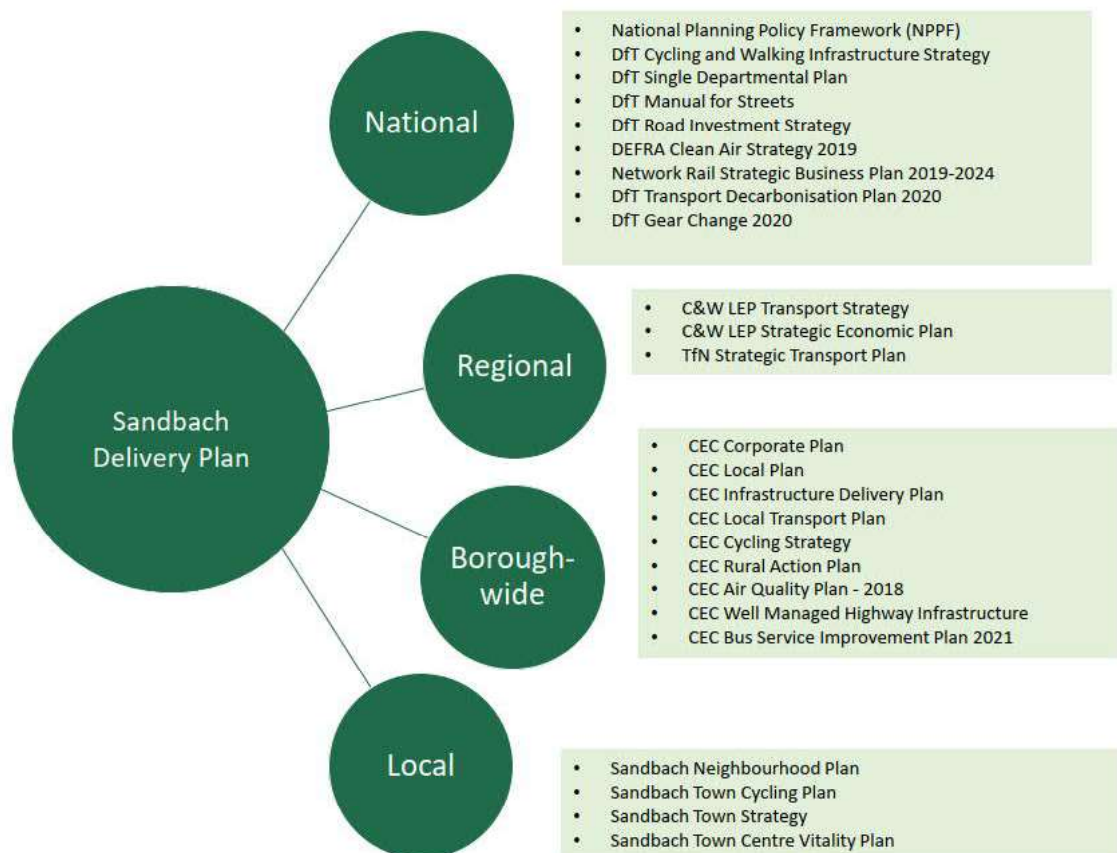 National
• National Planning Policy Framework (NPPF)
• DfT Cycling and Walking Infrastructure Strategy
• DfT Single Departmental Plan
• DfT Manual for Streets
• DfT Road Investment Strategy
• DEFRA Clean Air Strategy 2019
• Network Rail Strategic Business Plan 2019-2024
• DfT Transport Decarbonisation Plan 2020
• DfT Gear Change 2020
Regional
• C&W LEP Transport Strategy
• C&W LEP Strategic Economic Plan
• TfN Strategic Transport Plan
Sandbach
Delivery Plan
Borough-
wide
• CEC Corporate Plan
• CEC Local Plan
• CEC Infrastructure Delivery Plan
• CEC Local Transport Plan
• CEC Cycling Strategy
• CEC Rural Action Plan
• CEC Air Quality Plan - 2018
• CEC Well Managed Highway Infrastructure
• CEC Bus Service Improvement Plan 2021
Local
• Sandbach Neighbourhood Plan
• Sandbach Town Cycling Plan
• Sandbach Town Strategy
• Sandbach Town Centre Vitality Plan